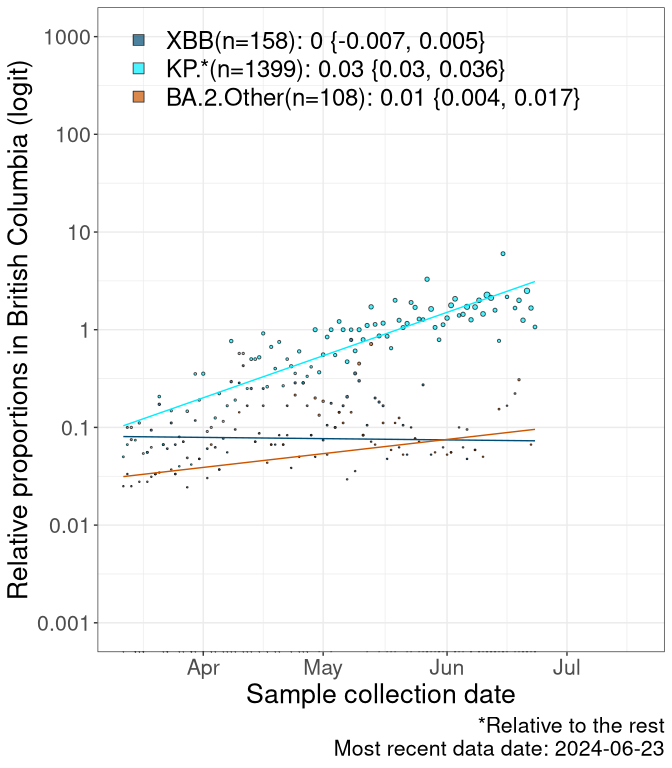 XBB(n=158): 0 {-0.007, 0.005}
KP.*(n=1399): 0.03 {0.03, 0.036}
BA.2.Other(n=108): 0.01 {0.004, 0.017}
Relative proportions in British Columbia (logit)
1000
100
10
1
0.1
0.01
0.001
Apr May Jun Jul
Sample collection date
*Relative to the rest
Most recent data date: 2024-06-23